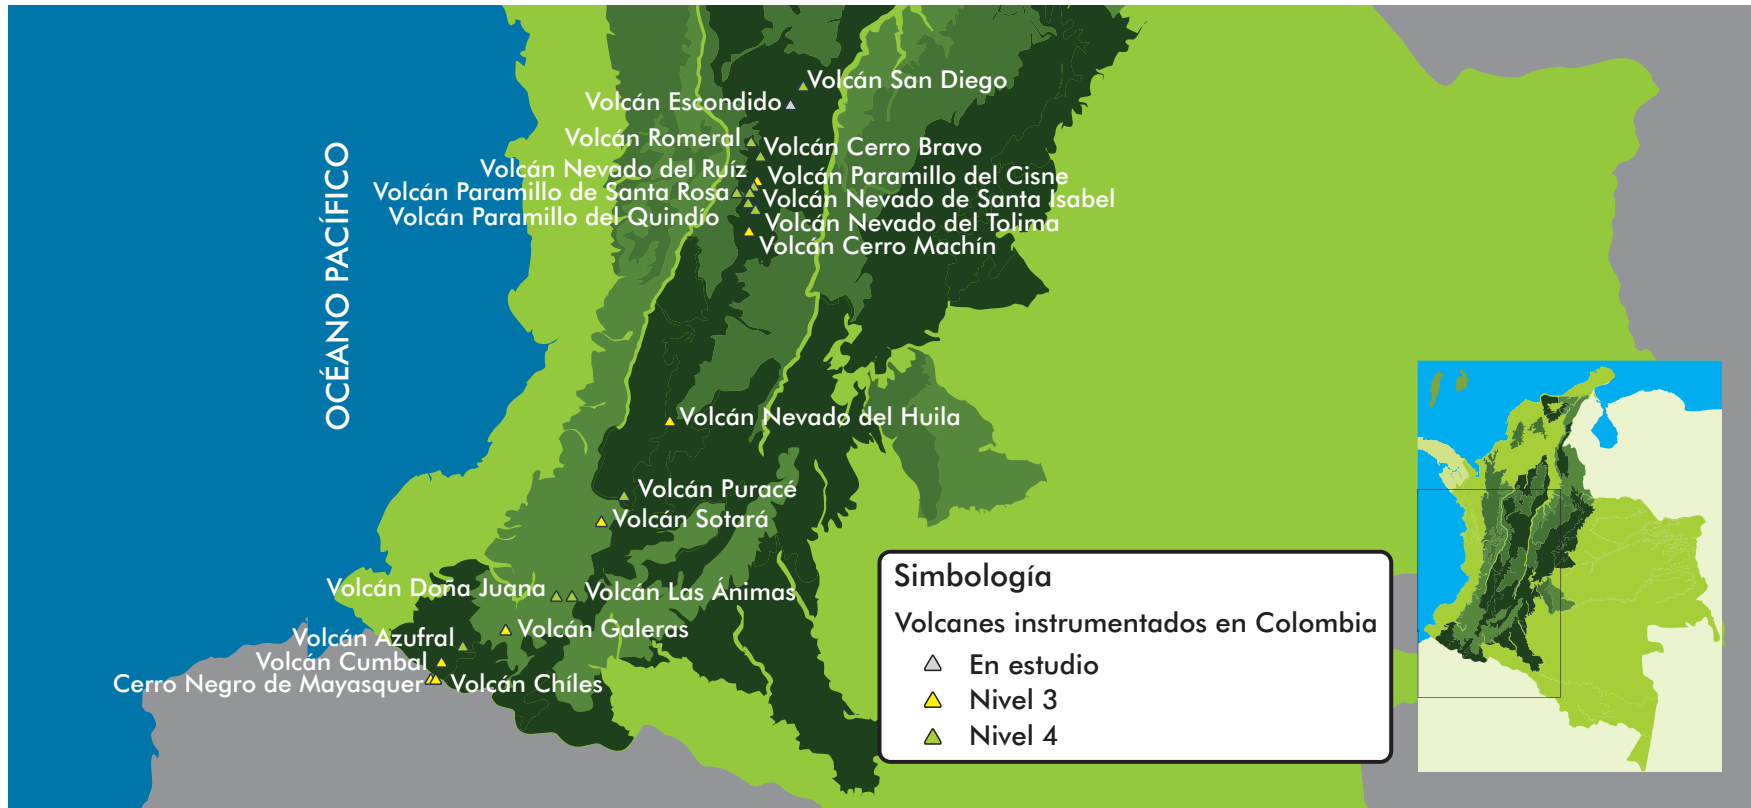 Volcán San Diego
Volcán Escondido
Volcán Romeral
Volcán Cerro Bravo
Volcán Nevado del Ruíz
Volcán Paramillo del Cisne
Volcán Paramillo de Santa Rosa
Volcán Nevado de Santa Isabel
Volcán Paramillo del Quindío
Volcán Nevado del Tolima
Volcán Cerro Machín
OCÉANO PACÍFICO
Volcán Nevado del Huila
Volcán Puracé
Volcán Sotará
Volcán Doña Juana
Volcán Las Ánimas
Volcán Galeras
Volcán Azufral
Volcán Cumbal
Cerro Negro de Mayasquer
Volcán Chíles
Simbología
Volcanes instrumentados en Colombia
En estudio
Nivel 3
Nivel 4